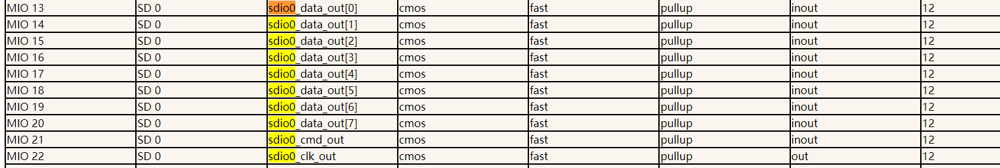 MIO 13 SD 0 sdio0_data_out[0] cmos fast pullup inout 12
MIO 14 SD 0 sdio0_data_out[1] cmos fast pullup inout 12
MIO 15 SD 0 sdio0_data_out[2] cmos fast pullup inout 12
MIO 16 SD 0 sdio0_data_out[3] cmos fast pullup inout 12
MIO 17 SD 0 sdio0_data_out[4] cmos fast pullup inout 12
MIO 18 SD 0 sdio0_data_out[5] cmos fast pullup inout 12
MIO 19 SD 0 sdio0_data_out[6] cmos fast pullup inout 12
MIO 20 SD 0 sdio0_data_out[7] cmos fast pullup inout 12
MIO 21 SD 0 sdio0_cmd_out cmos fast pullup inout 12
MIO 22 SD 0 sdio0_clk_out cmos fast pullup out 12